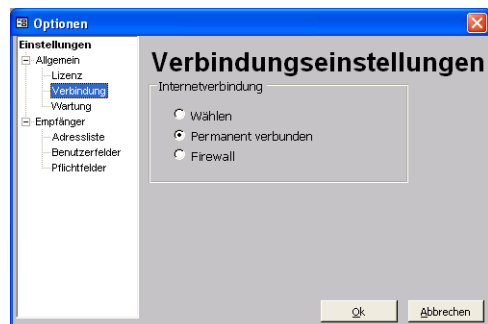 Optionen
Einstellungen
Allgemein
Lizenz
Verbindung
Wartung
Empfänger
Adressliste
Benutzerfelder
Pflichtfelder
Verbindungseinstellungen
Internetverbindung
Wählen
Permanent verbunden
Firewall
Ok
Abbrechen